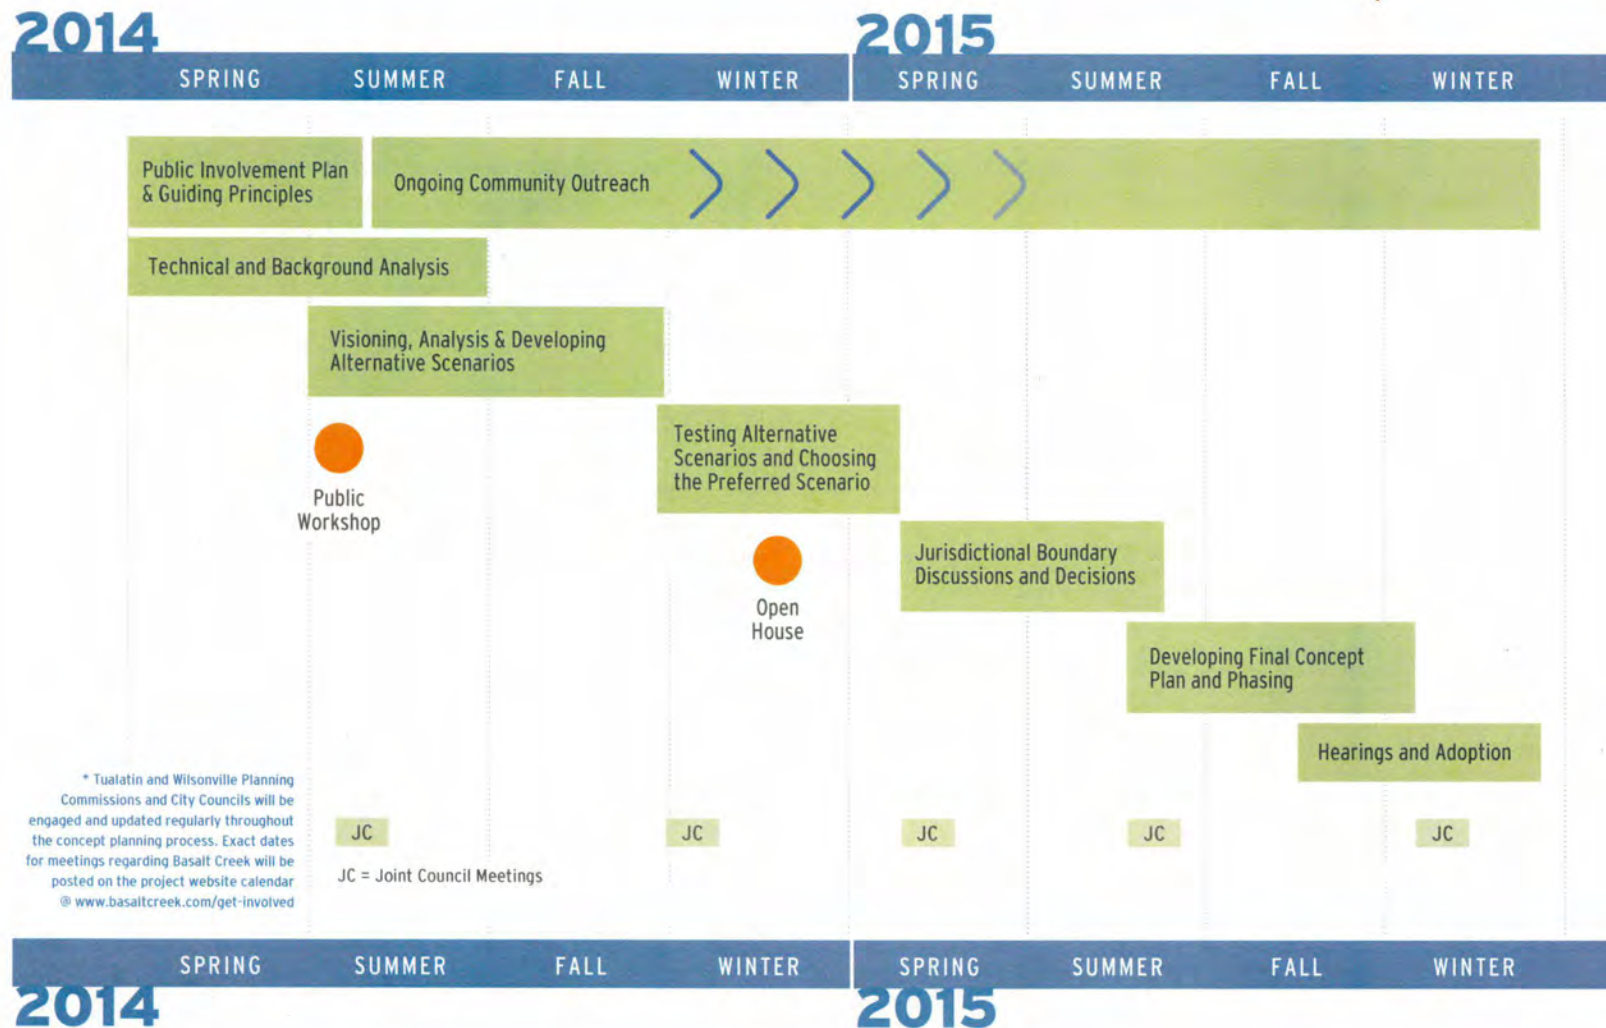 2014
2015
SPRING
SUMMER
FALL
WINTER
SPRING
SUMMER
FALL
WINTER
Public Involvement Plan
& Guiding Principles
Ongoing Community Outreach
Technical and Background Analysis
Visioning, Analysis & Developing
Alternative Scenarios
Public
Workshop
Testing Alternative
Scenarios and Choosing
the Preferred Scenario
Open
House
Jurisdictional Boundary
Discussions and Decisions
Developing Final Concept
Plan and Phasing
Hearings and Adoption
* Tualatin and Wilsonville Planning
Commissions and City Councils will be
engaged and updated regularly throughout
the concept planning process. Exact dates
for meetings regarding Basalt Creek will be
posted on the project website calendar
@ www.basaltcreek.com/get-involved
JC
JC
JC
JC
JC
JC = Joint Council Meetings
SPRING
SUMMER
FALL
WINTER
SPRING
SUMMER
FALL
WINTER
2014
2015